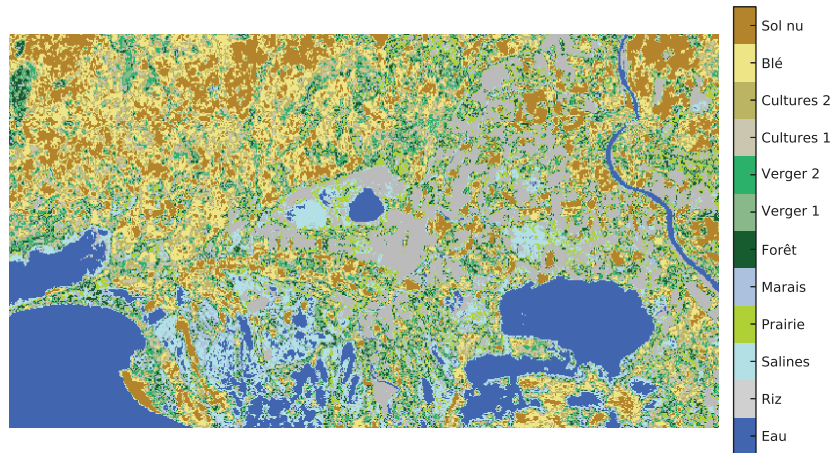 Sol nu
Blé
Cultures 2
Cultures 1
Verger 2
Verger 1
Forêt
Marais
Prairie
Salines
Riz
Eau